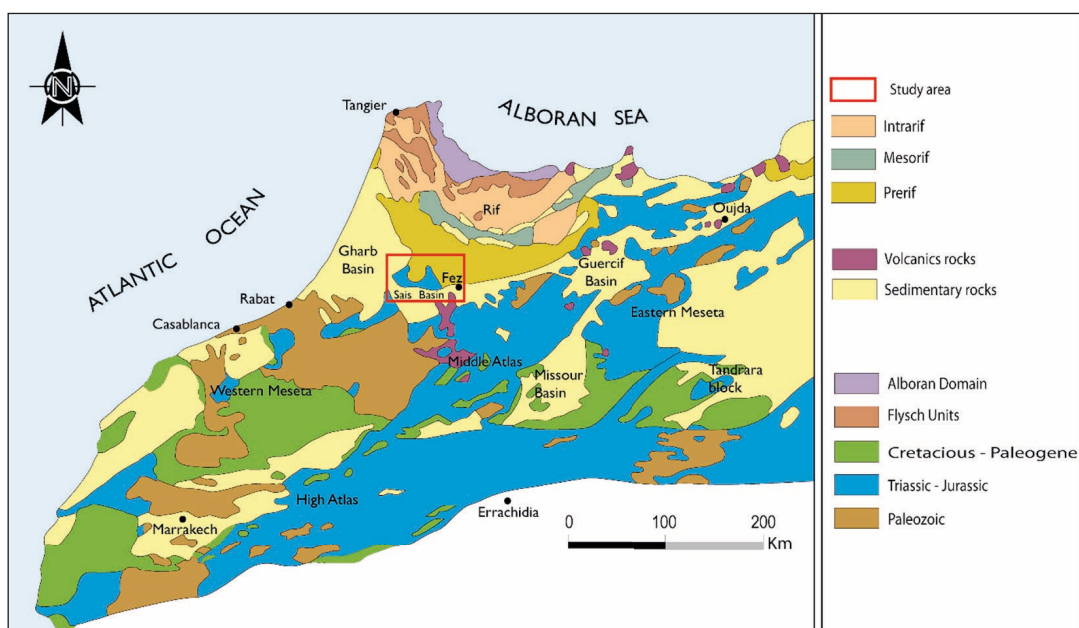 N
Tangier
ALBORAN SEA
ATLANTIC OCEAN
Rif
Oujda
Gharb
Basin
Fez
Guercif
Basin
Sais Basin
Rabat
Casablanca
Eastern Meseta
Middle Atlas
Western Meseta
Missour
Basin
Tandrara
block
High Atlas
Errachidia
Marrakech
0 100 200
Km
Study area
Intrarif
Mesorif
Prerif
Volcanics rocks
Sedimentary rocks
Alboran Domain
Flysch Units
Cretacious - Paleogene
Triassic - Jurassic
Paleozoic